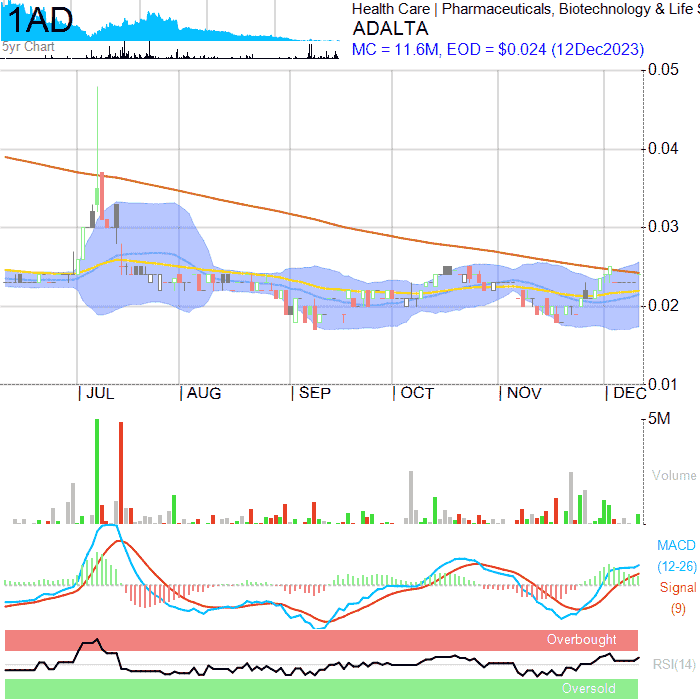 1AD
5yr Chart
Health Care | Pharmaceuticals, Biotechnology & Life S
ADALTA
MC = 11.6M, EOD = $0.024 (12Dec2023)
0.05
0.04
0.03
0.02
0.01
JUL AUG SEP OCT NOV DEC
5M
Volume
MACD
(12-26)
Signal
(9)
Overbought
RSI(14)
Oversold